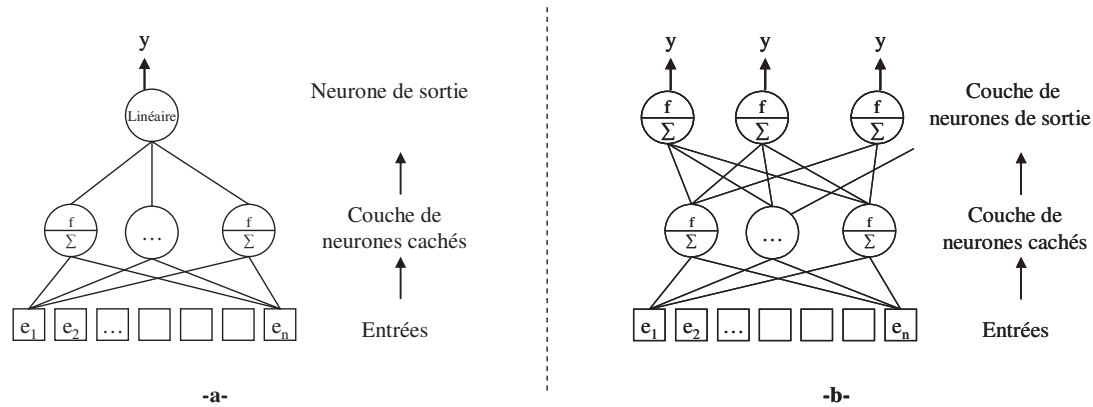 y
Linéaire
Neurone de sortie
f
Σ
…
f
Σ
Couche de
neurones cachés
e1 e2 … en
Entrées
-a-
y y y
f f f
Σ Σ Σ
Couche de
neurones de sortie
f
Σ
…
f
Σ
Couche de
neurones cachés
e1 e2 … en
Entrées
-b-